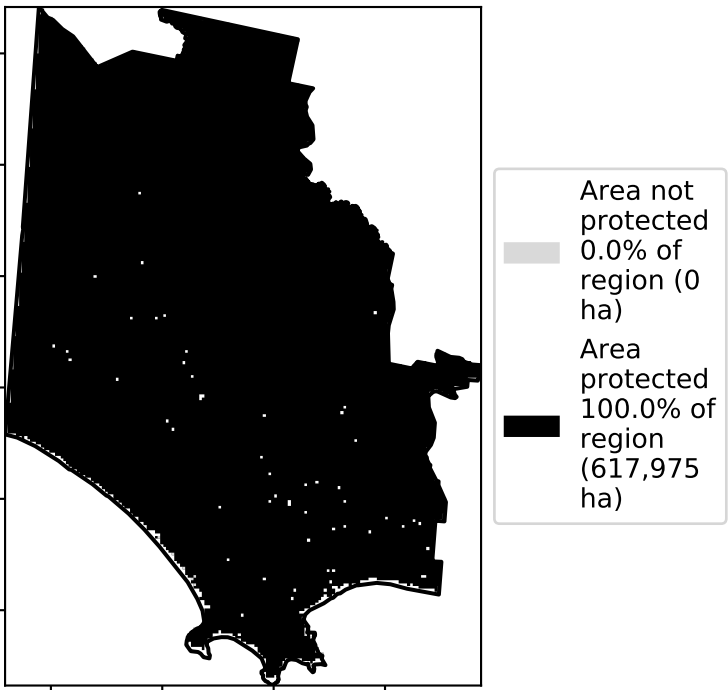 Area not
protected
0.0% of
region (0
ha)
Area
protected
100.0% of
region
(617,975
ha)